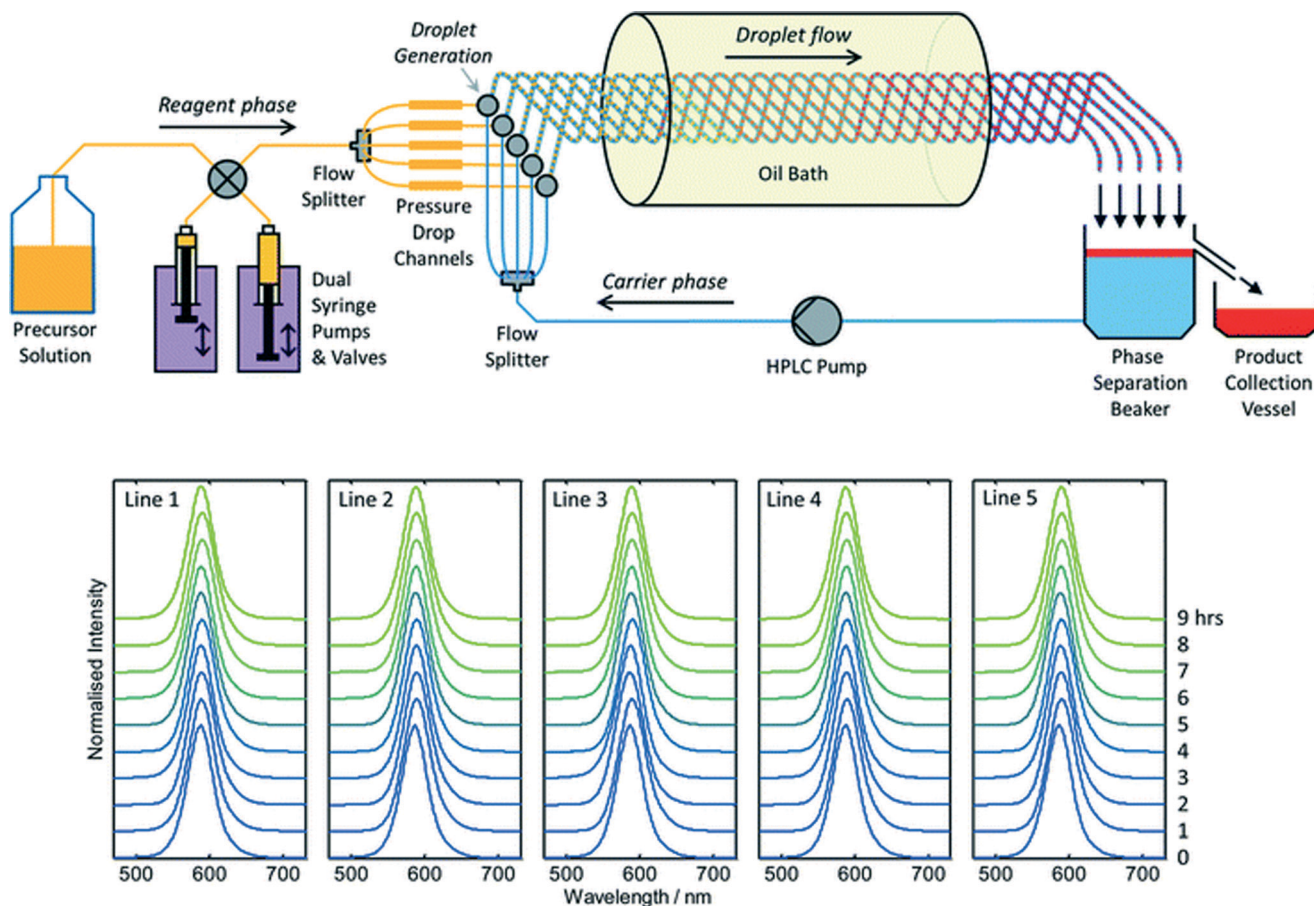 Droplet
Generation
Droplet flow
Reagent phase
Flow
Splitter
Pressure
Drop
Channels
Oil Bath
Precursor
Solution
Dual
Syringe
Pumps
& Valves
Carrier phase
Flow
Splitter
HPLC Pump
Phase
Separation
Beaker
Product
Collection
Vessel
Line 1
Line 2
Line 3
Line 4
Line 5
Normalised Intensity
9 hrs
8
7
6
5
4
3
2
1
0
500 600 700
500 600 700
500 600 700
500 600 700
500 600 700
Wavelength / nm